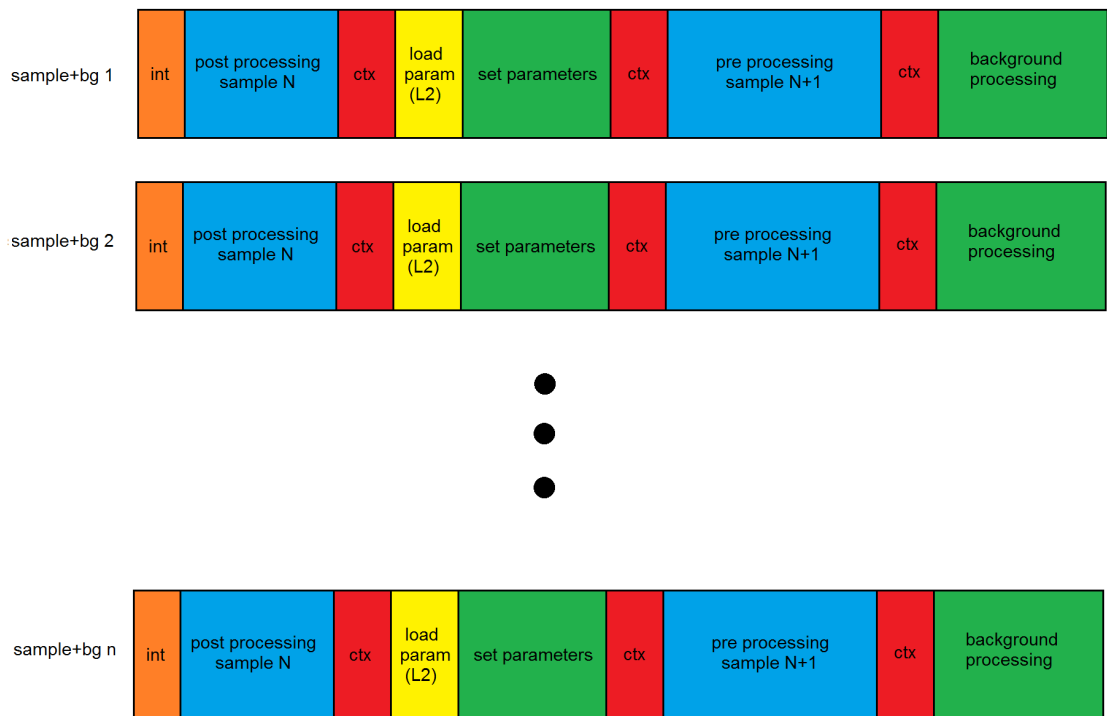 sample+bg 1
int
post processing
sample N
ctx
load
param
(L2)
set parameters
ctx
pre processing
sample N+1
ctx
background
processing
sample+bg 2
int
post processing
sample N
ctx
load
param
(L2)
set parameters
ctx
pre processing
sample N+1
ctx
background
processing
sample+bg n
int
post processing
sample N
ctx
load
param
(L2)
set parameters
ctx
pre processing
sample N+1
ctx
background
processing